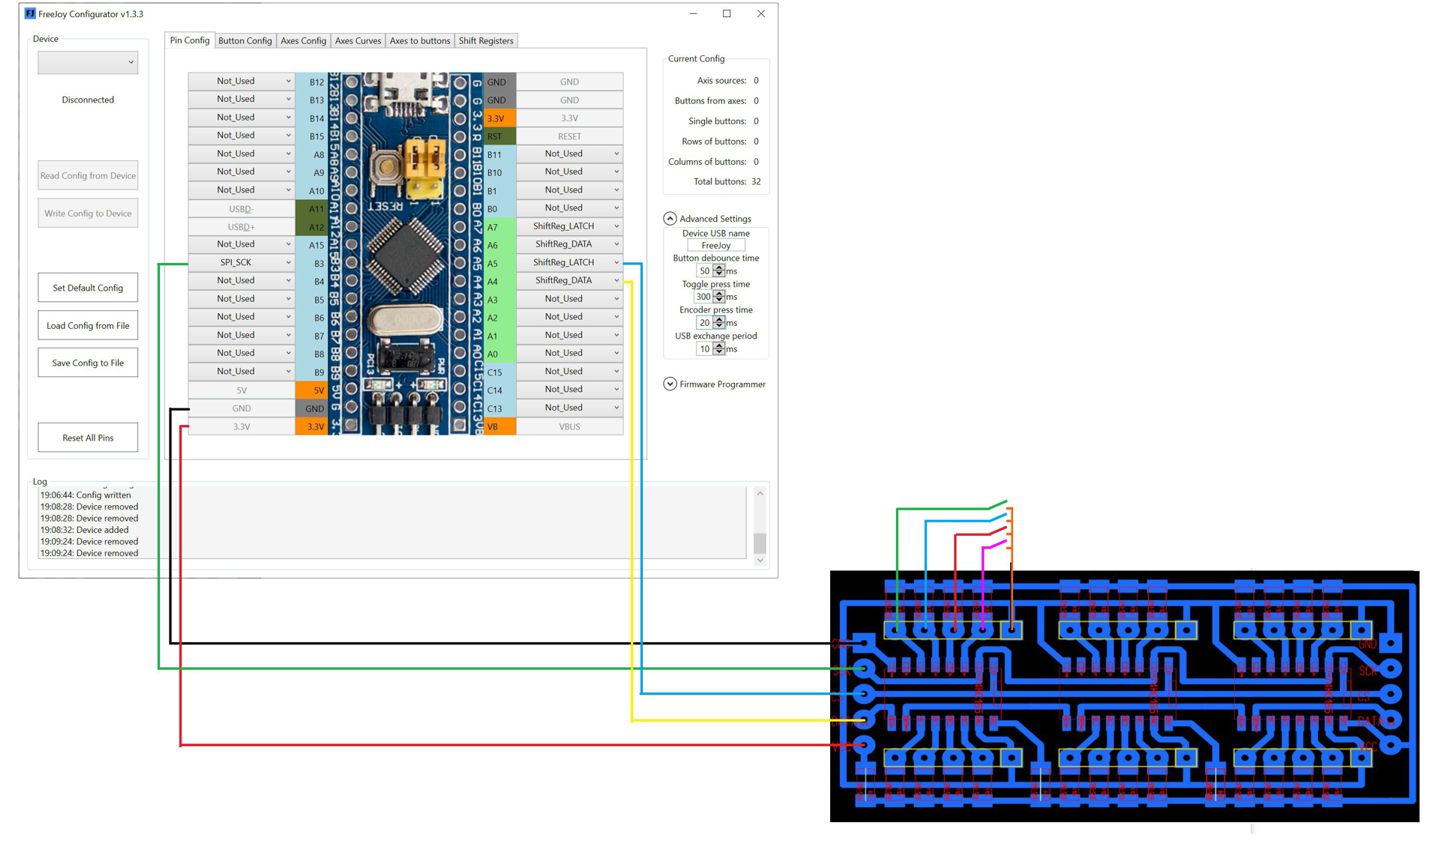 FreeJoy Configurator v1.3.3
Device
Disconnected
Read Config from Device
Write Config to Device
Set Default Config
Load Config from File
Save Config to File
Reset All Pins
Pin Config Button Config Axes Config Axes Curves Axes to buttons Shift Registers
Not_Used B12 GND GND
Not_Used B13 GND GND
Not_Used B14 3.3V 3.3V
Not_Used B15 RST RESET
Not_Used A8 B11 Not_Used
Not_Used A9 B10 Not_Used
Not_Used A10 B1 Not_Used
USBD- A11 RESET B0 Not_Used
USBD+ A12 A7 ShiftReg_LATCH
Not_Used A15 A6 ShiftReg_DATA
SPI_SCK B3 A5 ShiftReg_LATCH
Not_Used B4 A4 ShiftReg_DATA
Not_Used B5 A3 Not_Used
Not_Used B6 A2 Not_Used
Not_Used B7 A1 Not_Used
Not_Used B8 PC13 PWR A0 Not_Used
Not_Used B9 C15 Not_Used
5V 5V C14 Not_Used
GND GND C13 Not_Used
3.3V 3.3V VB VBUS
Current Config
Axis sources: 0
Buttons from axes: 0
Single buttons: 0
Rows of buttons: 0
Columns of buttons: 0
Total buttons: 32
Advanced Settings
Device USB name
FreeJoy
Button debounce time
50 ms
Toggle press time
300 ms
Encoder press time
20 ms
USB exchange period
10 ms
Firmware Programmer
Log
19:06:44: Config written
19:08:28: Device removed
19:08:28: Device removed
19:08:32: Device added
19:09:24: Device removed
19:09:24: Device removed
GND
SCK
CS
VCC